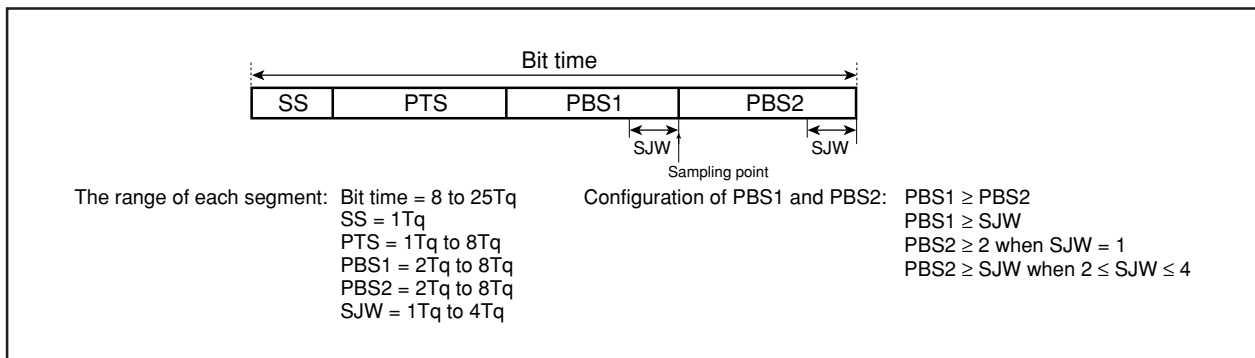 Bit time
SS PTS PBS1 PBS2
SJW SJW
Sampling point
The range of each segment: Bit time = 8 to 25Tq
SS = 1Tq
PTS = 1Tq to 8Tq
PBS1 = 2Tq to 8Tq
PBS2 = 2Tq to 8Tq
SJW = 1Tq to 4Tq
Configuration of PBS1 and PBS2: PBS1 ≥ PBS2
PBS1 ≥ SJW
PBS2 ≥ 2 when SJW = 1
PBS2 ≥ SJW when 2 ≤ SJW ≤ 4